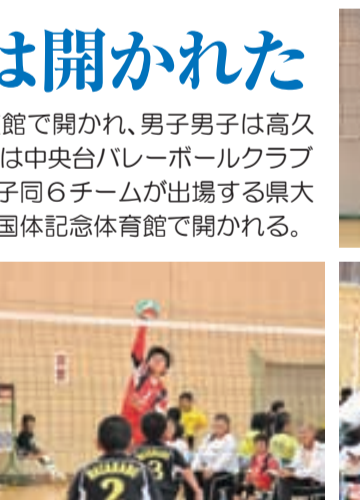 は開かれた
館で開かれ、男子男子は高久
は中央台バレーボールクラブ
子同６チームが出場する県大
国体記念体育館で開かれる。
2
3